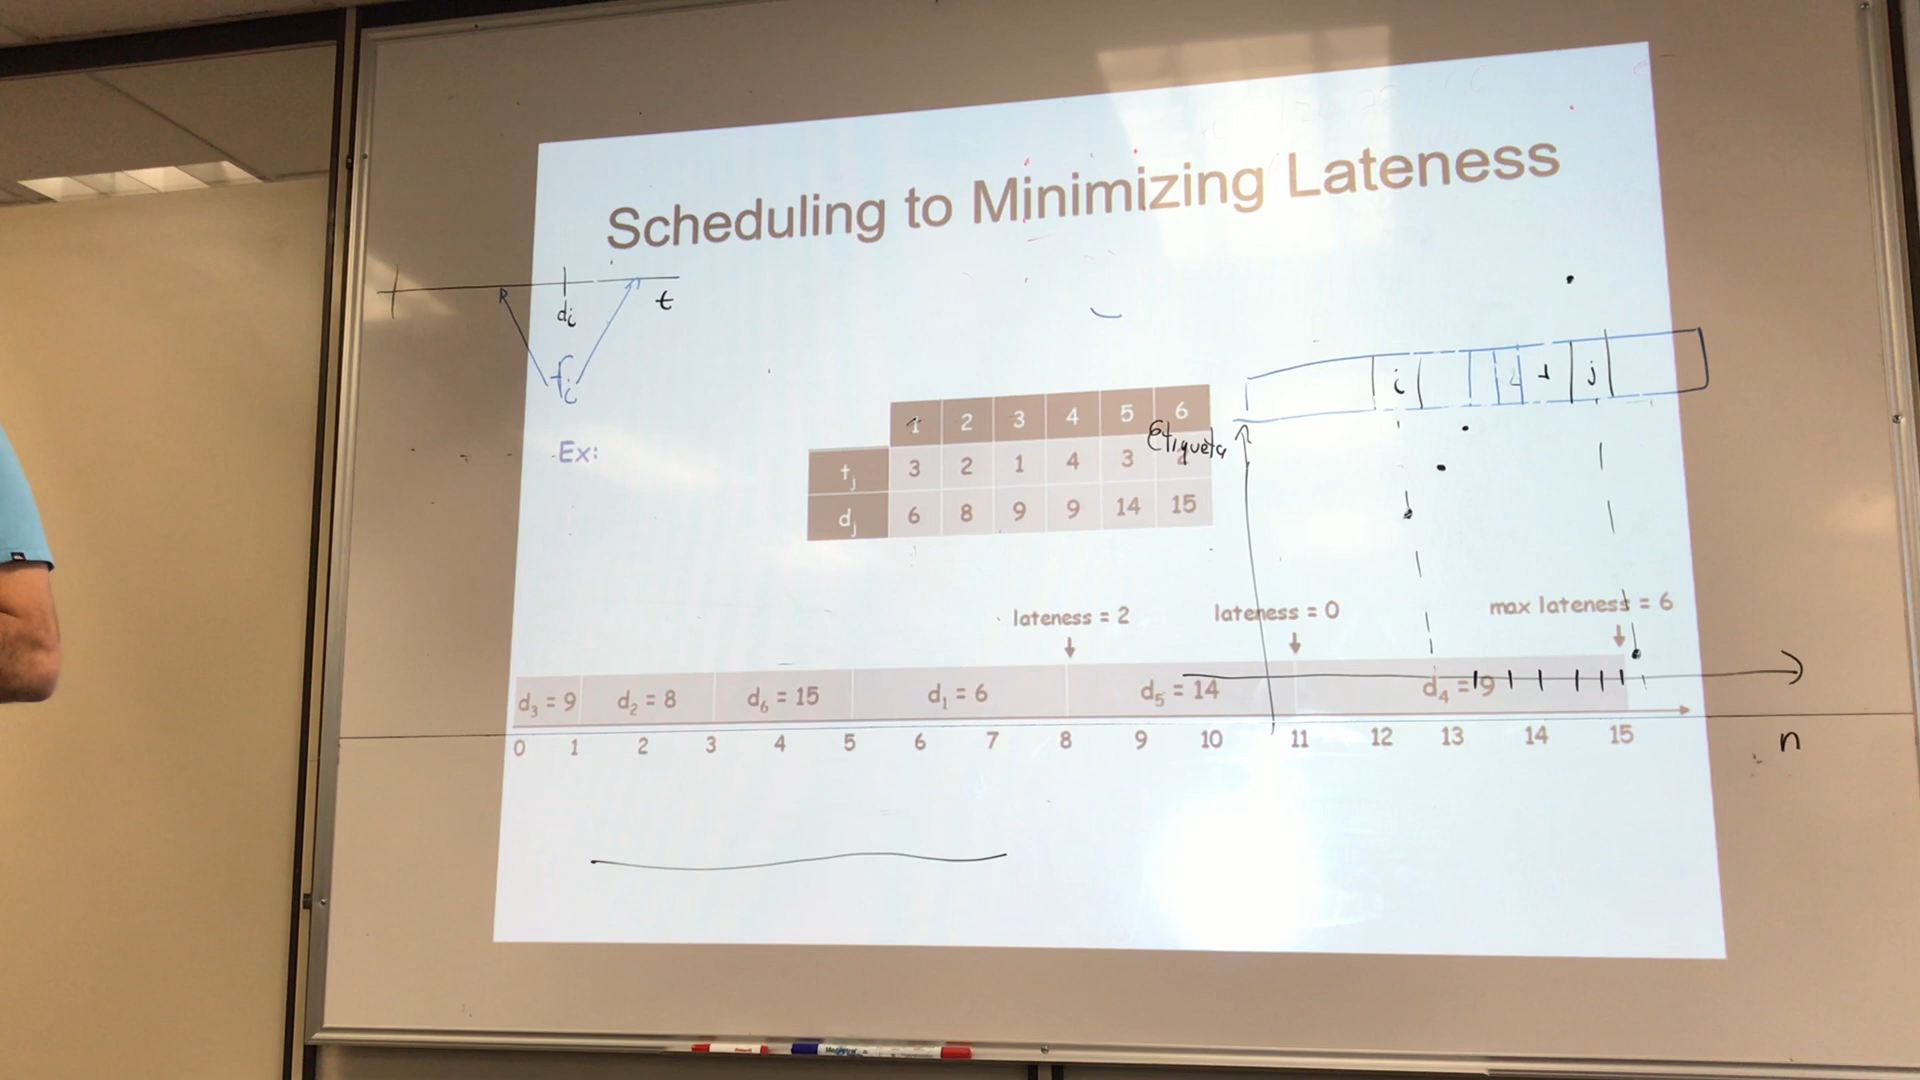 Scheduling to Minimizing Lateness
di
t
fi
i
+
j
Ex:
1 2 3 4 5 6
Etiqueta
tj 3 2 1 4 3
dj 6 8 9 9 14 15
lateness = 2
lateness = 0
max lateness = 6
d3 = 9
d2 = 8
d6 = 15
d1 = 6
d5 = 14
d4 = 9
0 1 2 3 4 5 6 7 8 9 10 11 12 13 14 15
n